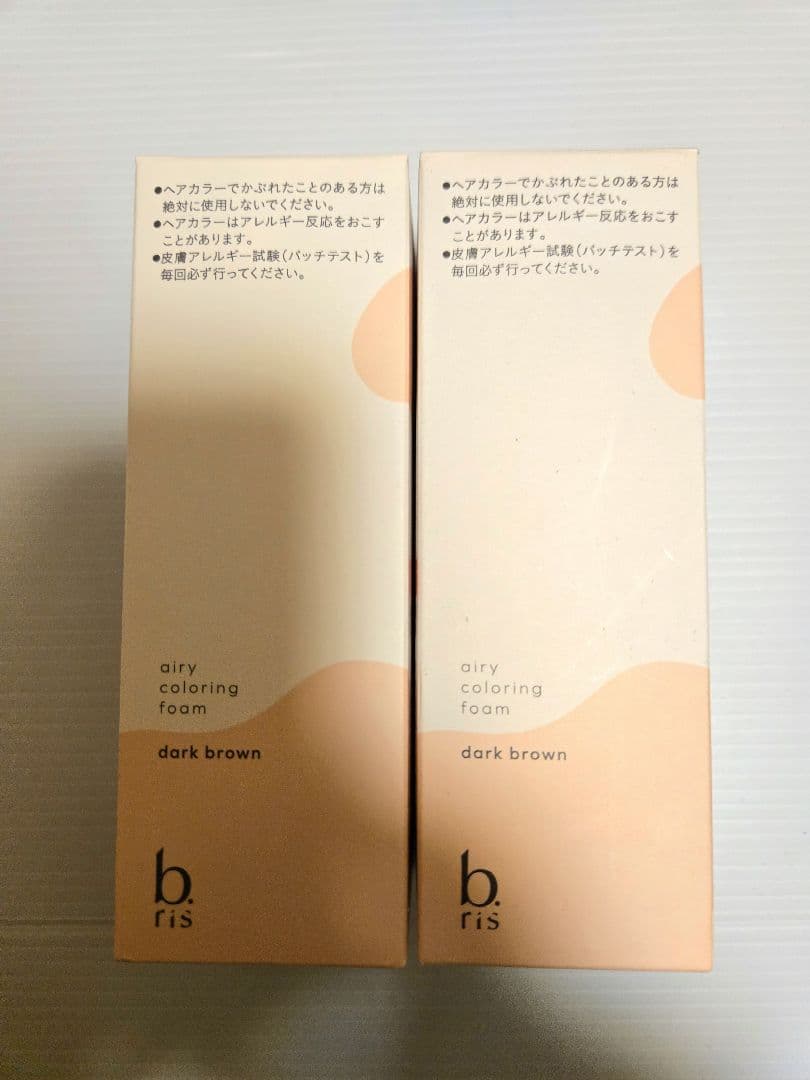 ●ヘアカラーでかぶれたことのある方は
絶対に使用しないでください。
●ヘアカラーはアレルギー反応をおこす
ことがあります。
●皮膚アレルギー試験(パッチテスト)を
毎回必ず行ってください。
airy
coloring
foam
dark brown
b.
ris
●ヘアカラーでかぶれたことのある方は
絶対に使用しないでください。
●ヘアカラーはアレルギー反応をおこす
ことがあります。
●皮膚アレルギー試験(パッチテスト)を
毎回必ず行ってください。
airy
coloring
foam
dark brown
b.
ris